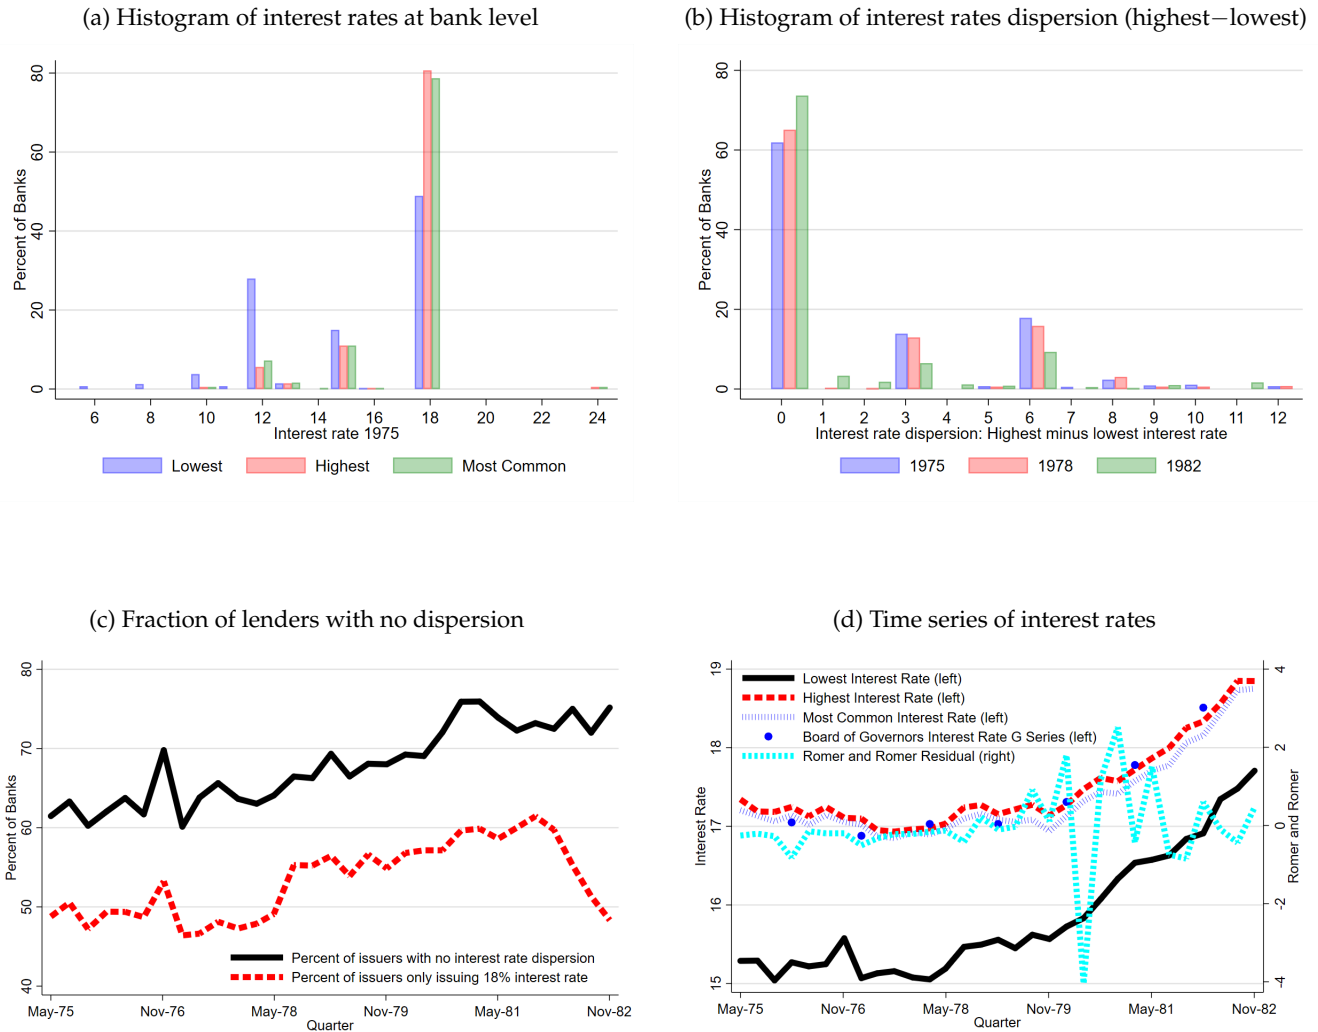 (a) Histogram of interest rates at bank level
Percent of Banks
80
60
40
20
0
6 8 10 12 14 16 18 20 22 24
Interest rate 1975
Lowest Highest Most Common
(b) Histogram of interest rates dispersion (highest−lowest)
Percent of Banks
80
60
40
20
0
0 1 2 3 4 5 6 7 8 9 10 11 12
Interest rate dispersion: Highest minus lowest interest rate
1975 1978 1982
(c) Fraction of lenders with no dispersion
Percent of Banks
80
70
60
50
40
Percent of issuers with no interest rate dispersion
Percent of issuers only issuing 18% interest rate
May-75 Nov-76 May-78 Nov-79 May-81 Nov-82
Quarter
(d) Time series of interest rates
Interest Rate
19
18
17
16
15
Lowest Interest Rate (left)
Highest Interest Rate (left)
Most Common Interest Rate (left)
Board of Governors Interest Rate G Series (left)
Romer and Romer Residual (right)
4
2
0
-2
-4
Romer and Romer
May-75 Nov-76 May-78 Nov-79 May-81 Nov-82
Quarter